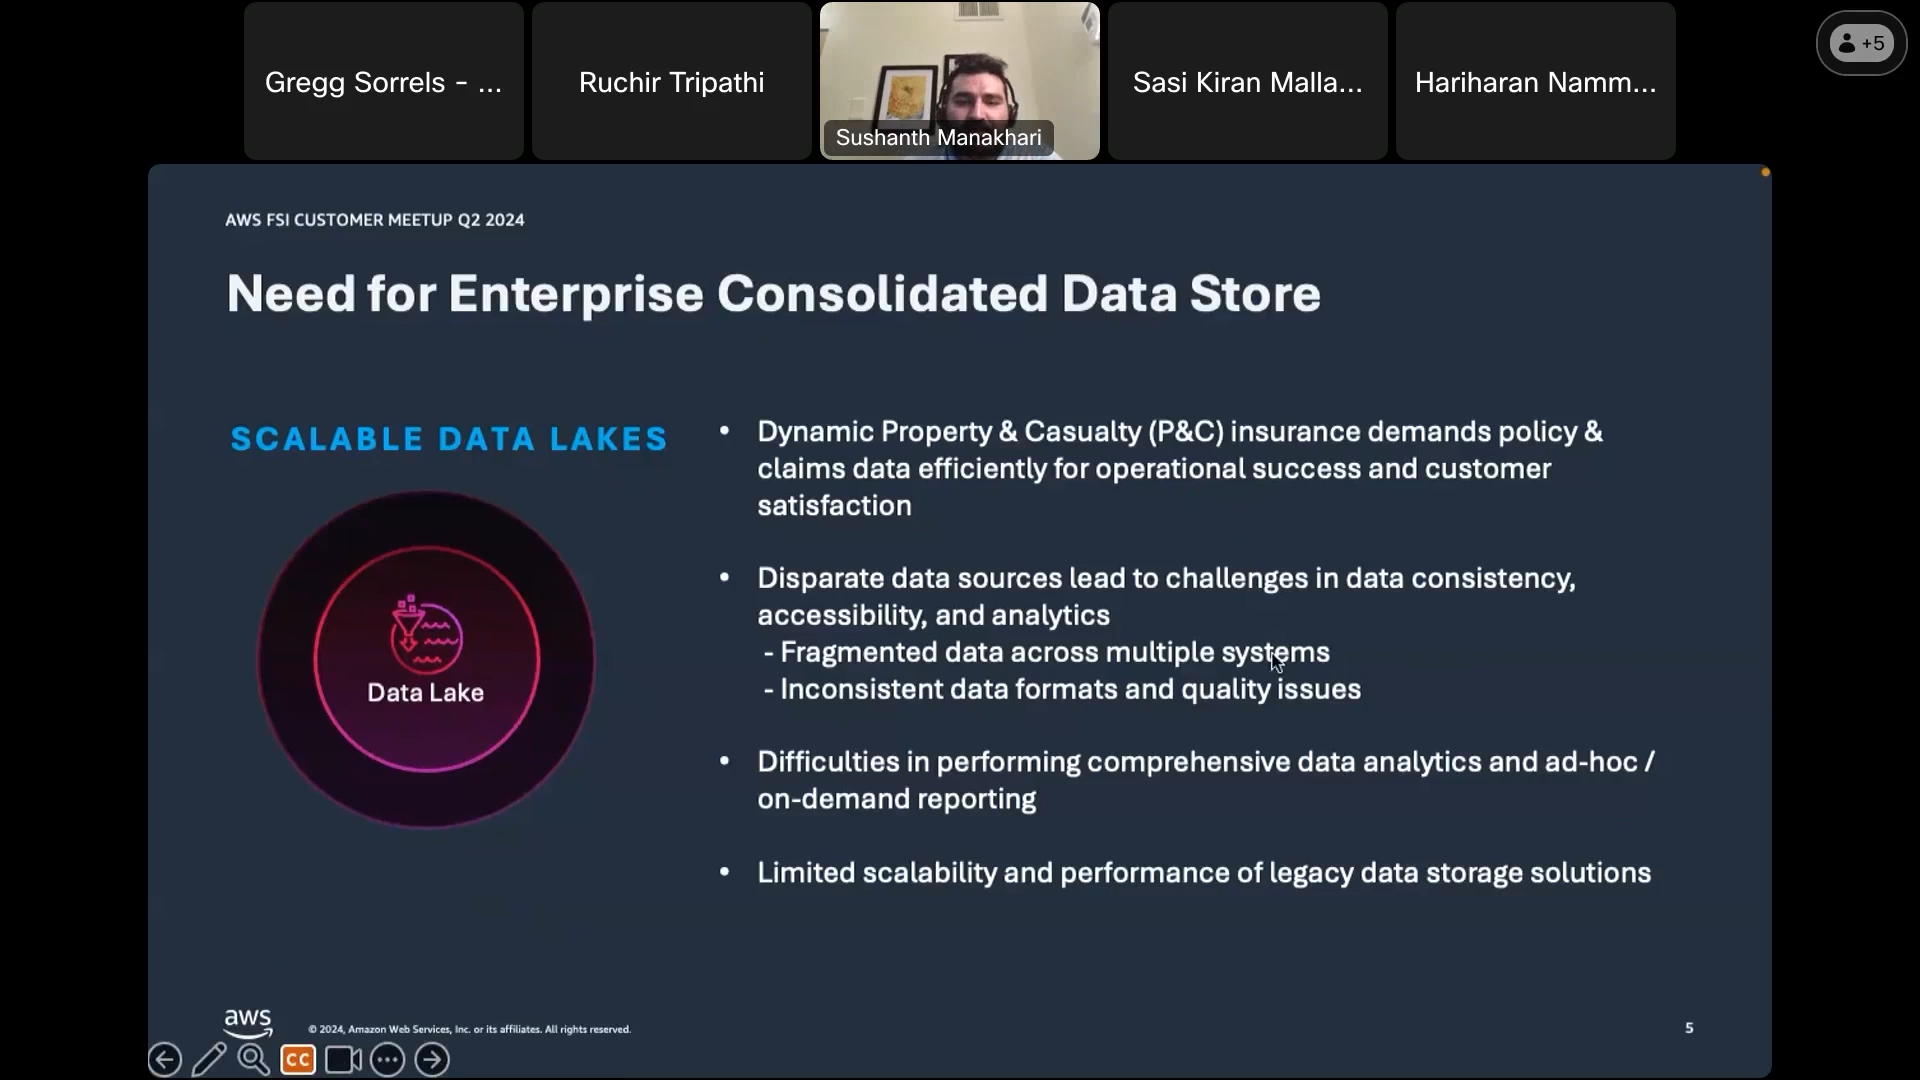 Gregg Sorrels - ...
Ruchir Tripathi
Sushanth Manakhari
Sasi Kiran Malla...
Hariharan Namm...
+5
AWS FSI CUSTOMER MEETUP Q2 2024
Need for Enterprise Consolidated Data Store
SCALABLE DATA LAKES
Data Lake
• Dynamic Property & Casualty (P&C) insurance demands policy &
claims data efficiently for operational success and customer
satisfaction
• Disparate data sources lead to challenges in data consistency,
accessibility, and analytics
- Fragmented data across multiple systems
- Inconsistent data formats and quality issues
• Difficulties in performing comprehensive data analytics and ad-hoc /
on-demand reporting
• Limited scalability and performance of legacy data storage solutions
aws
© 2024, Amazon Web Services, Inc. or its affiliates. All rights reserved.
5
CC